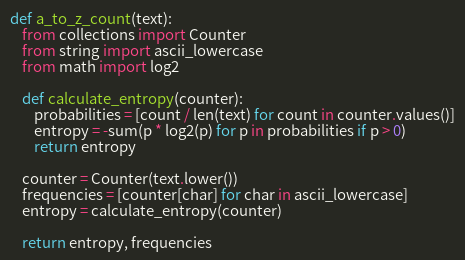 def a_to_z_count(text):
    from collections import Counter
    from string import ascii_lowercase
    from math import log2

    def calculate_entropy(counter):
        probabilities = [count / len(text) for count in counter.values()]
        entropy = -sum(p * log2(p) for p in probabilities if p > 0)
        return entropy

    counter = Counter(text.lower())
    frequencies = [counter[char] for char in ascii_lowercase]
    entropy = calculate_entropy(counter)

    return entropy, frequencies